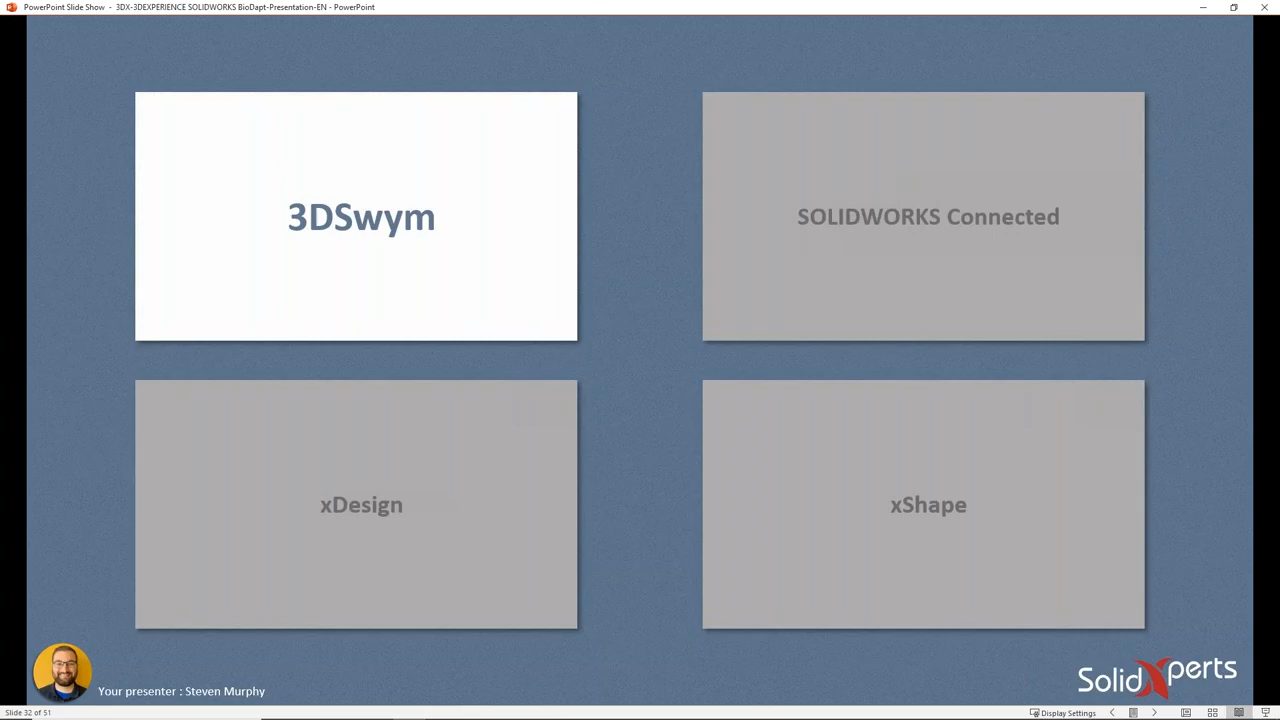 PowerPoint Slide Show - 3DX-3DEXPERIENCE SOLIDWORKS BioDapt-Presentation-EN - PowerPoint
3DSwym
SOLIDWORKS Connected
xDesign
xShape
Your presenter : Steven Murphy
SolidXperts
Slide 32 of 51
Display Settings